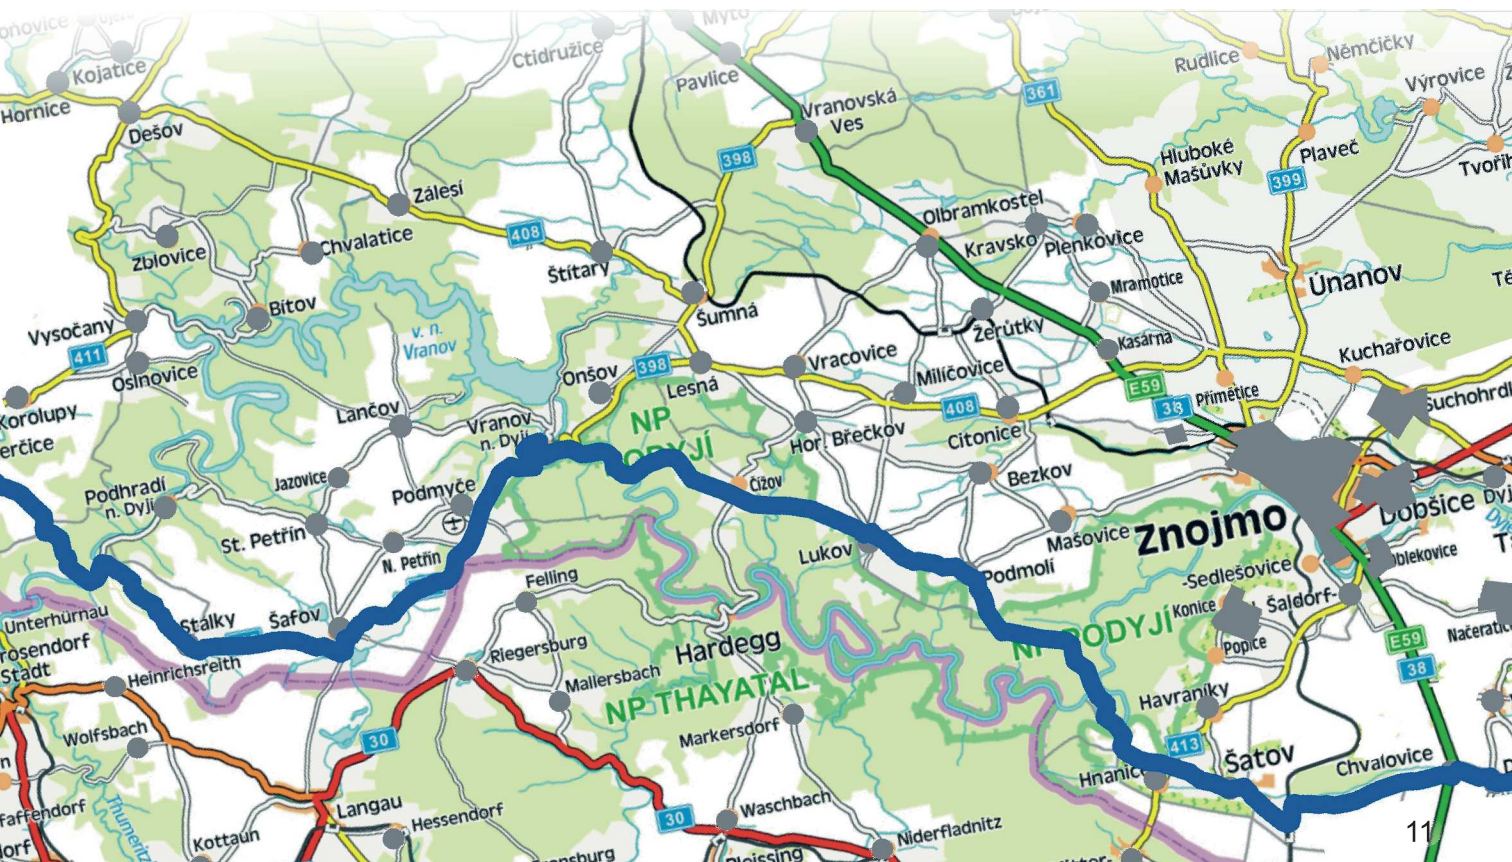 Mýto
Ctidružice
Kojatice
Pavlice
Rudlice
Němčičky
Výrovice
Hornice
Dešov
Vranovská
Ves
361
398
Hluboké
Mašůvky
Plaveč
399
Zálesí
Olbramkostel
Kravsko
Plenkovice
408
Zblovice
Chvalatice
Štítary
Mramotice
Únanov
Bítov
Šumná
Žerůtky
Vysočany
411
v. n.
Vranov
Kasárna
Kuchařovice
Oslnovice
Onšov
398
Lesná
Vracovice
Milíčovice
E59
38
Přímětice
Suchohrd
Korolupy
Lančov
Vranov
n. Dyjí
NP
PODYJÍ
Hor. Břečkov
408
Citonice
Jazovice
Podhradí
n. Dyjí
Podmyče
Čížov
Bezkov
Dobšice
St. Petřín
N. Petřín
Lukov
Mašovice
Znojmo
Oblekovice
Felling
Podmolí
Sedlešovice
Unterhürnau
Stálky
Šafov
Konice
Šaldorf-
Načeratic
Riegersburg
Hardegg
NP PODYJÍ
Popice
E59
38
Heinrichsreith
Mallersbach
NP THAYATAL
Havraníky
Wolfsbach
30
Markersdorf
413
Šatov
Chvalovice
Hnanice
Langau
Waschbach
Hessendorf
30
Niderfladnitz
Kottaun
Pleissing
11